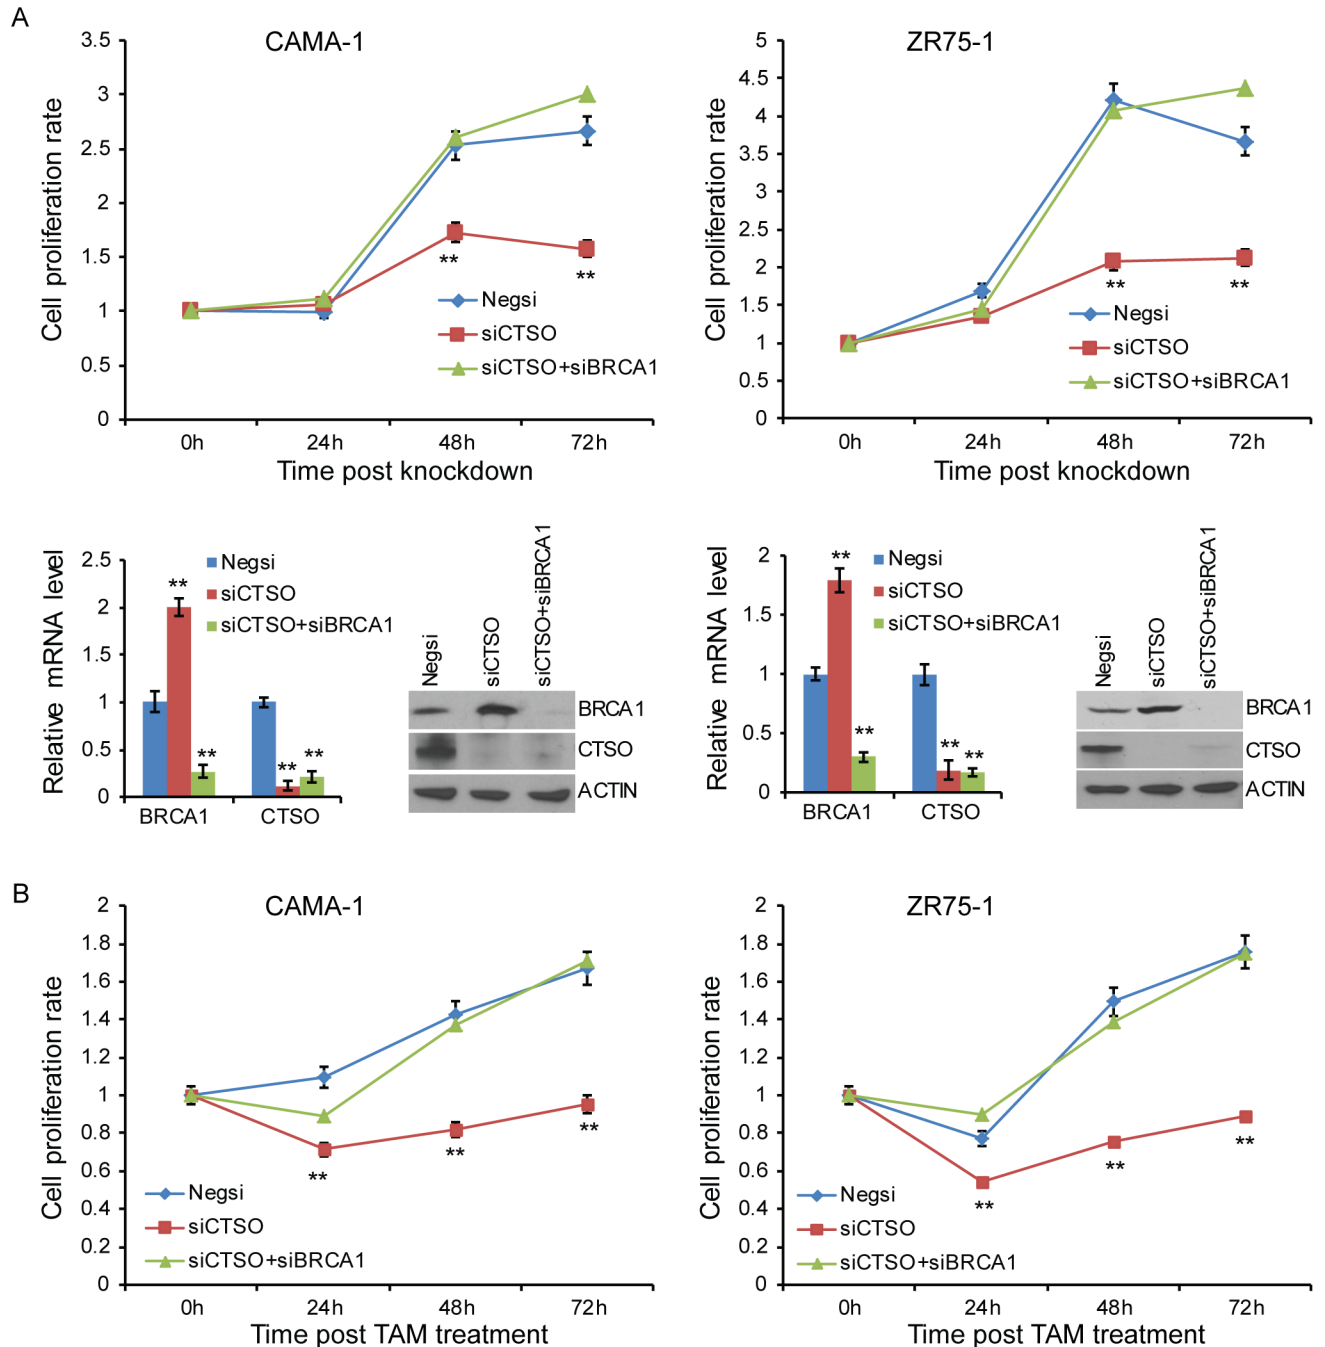 A
CAMA-1
3.5
3
2.5
2
1.5
1
0.5
0
Cell proliferation rate
**
**
Negsi
siCTSO
siCTSO+siBRCA1
0h 24h 48h 72h
Time post knockdown
ZR75-1
5
4.5
4
3.5
3
2.5
2
1.5
1
0.5
0
Cell proliferation rate
**
**
Negsi
siCTSO
siCTSO+siBRCA1
0h 24h 48h 72h
Time post knockdown
2.5
2
1.5
1
0.5
0
Relative mRNA level
**
**
**
**
Negsi
siCTSO
siCTSO+siBRCA1
BRCA1 CTSO
Negsi
siCTSO
siCTSO+siBRCA1
BRCA1
CTSO
ACTIN
2
1.5
1
0.5
0
Relative mRNA level
**
**
**
**
Negsi
siCTSO
siCTSO+siBRCA1
BRCA1 CTSO
Negsi
siCTSO
siCTSO+siBRCA1
BRCA1
CTSO
ACTIN
B
CAMA-1
2
1.8
1.6
1.4
1.2
1
0.8
0.6
0.4
0.2
0
Cell proliferation rate
**
**
**
Negsi
siCTSO
siCTSO+siBRCA1
0h 24h 48h 72h
Time post TAM treatment
ZR75-1
2
1.8
1.6
1.4
1.2
1
0.8
0.6
0.4
0.2
0
Cell proliferation rate
**
**
**
Negsi
siCTSO
siCTSO+siBRCA1
0h 24h 48h 72h
Time post TAM treatment